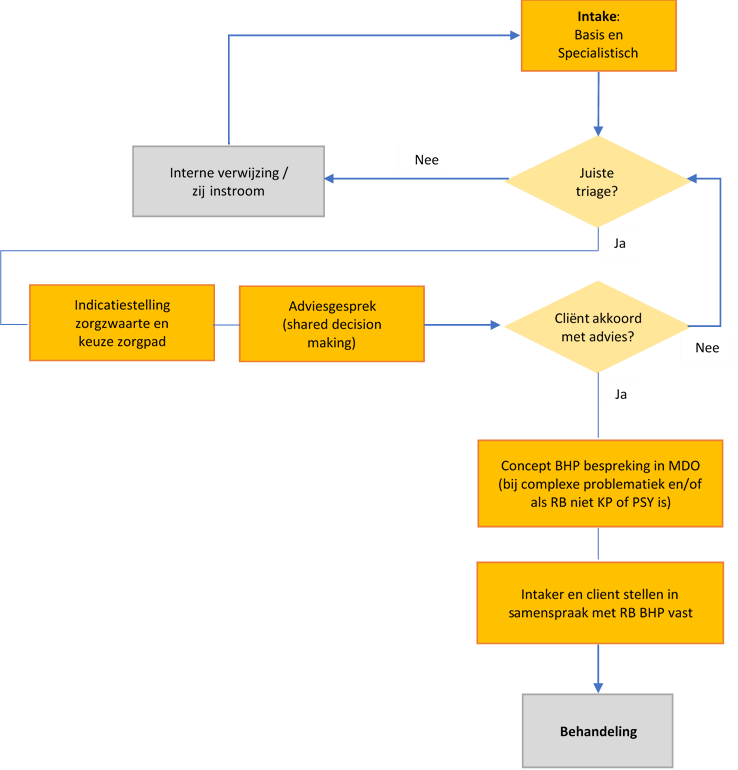 Intake:
Basis en
Specialistisch
Nee
Interne verwijzing /
zij instroom
Juiste
triage?
Ja
Indicatiestelling
zorgzwaarte en
keuze zorgpad
Adviesgesprek
(shared decision
making)
Cliënt akkoord
met advies?
Nee
Ja
Concept BHP bespreking in MDO
(bij complexe problematiek en/of
als RB niet KP of PSY is)
Intaker en client stellen in
samenspraak met RB BHP vast
Behandeling